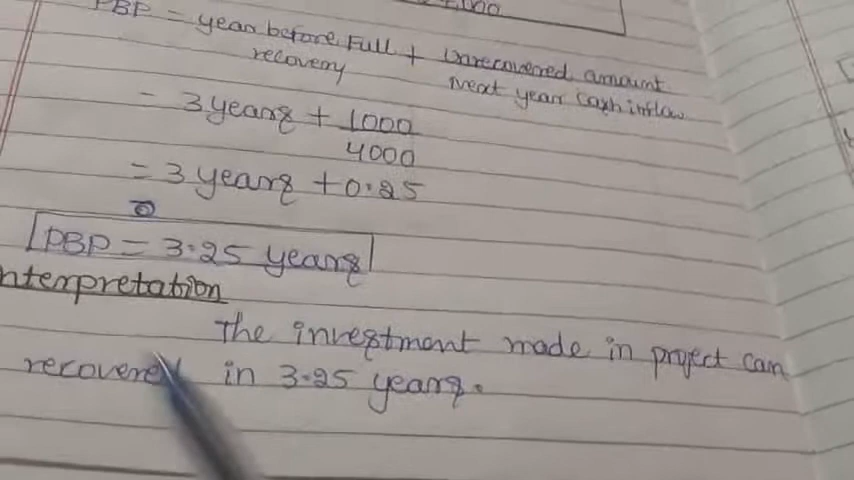 PBP = year before Full + Unrecovered amount
recovery Next year Cash inflow
= 3 years + 1000
4000
= 3 years + 0.25
PBP = 3.25 years
nterpretation
The investment made in project can
recovered in 3.25 years.